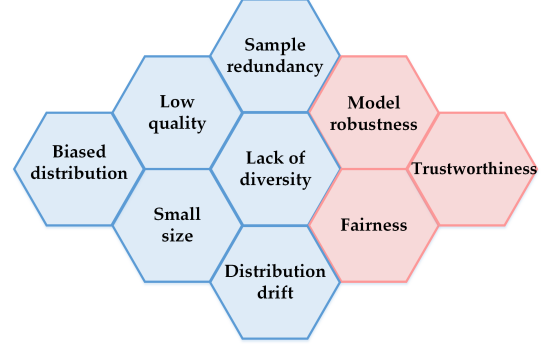 Sample
redundancy
Low
quality
Model
robustness
Biased
distribution
Lack of
diversity
Trustworthiness
Small
size
Fairness
Distribution
drift